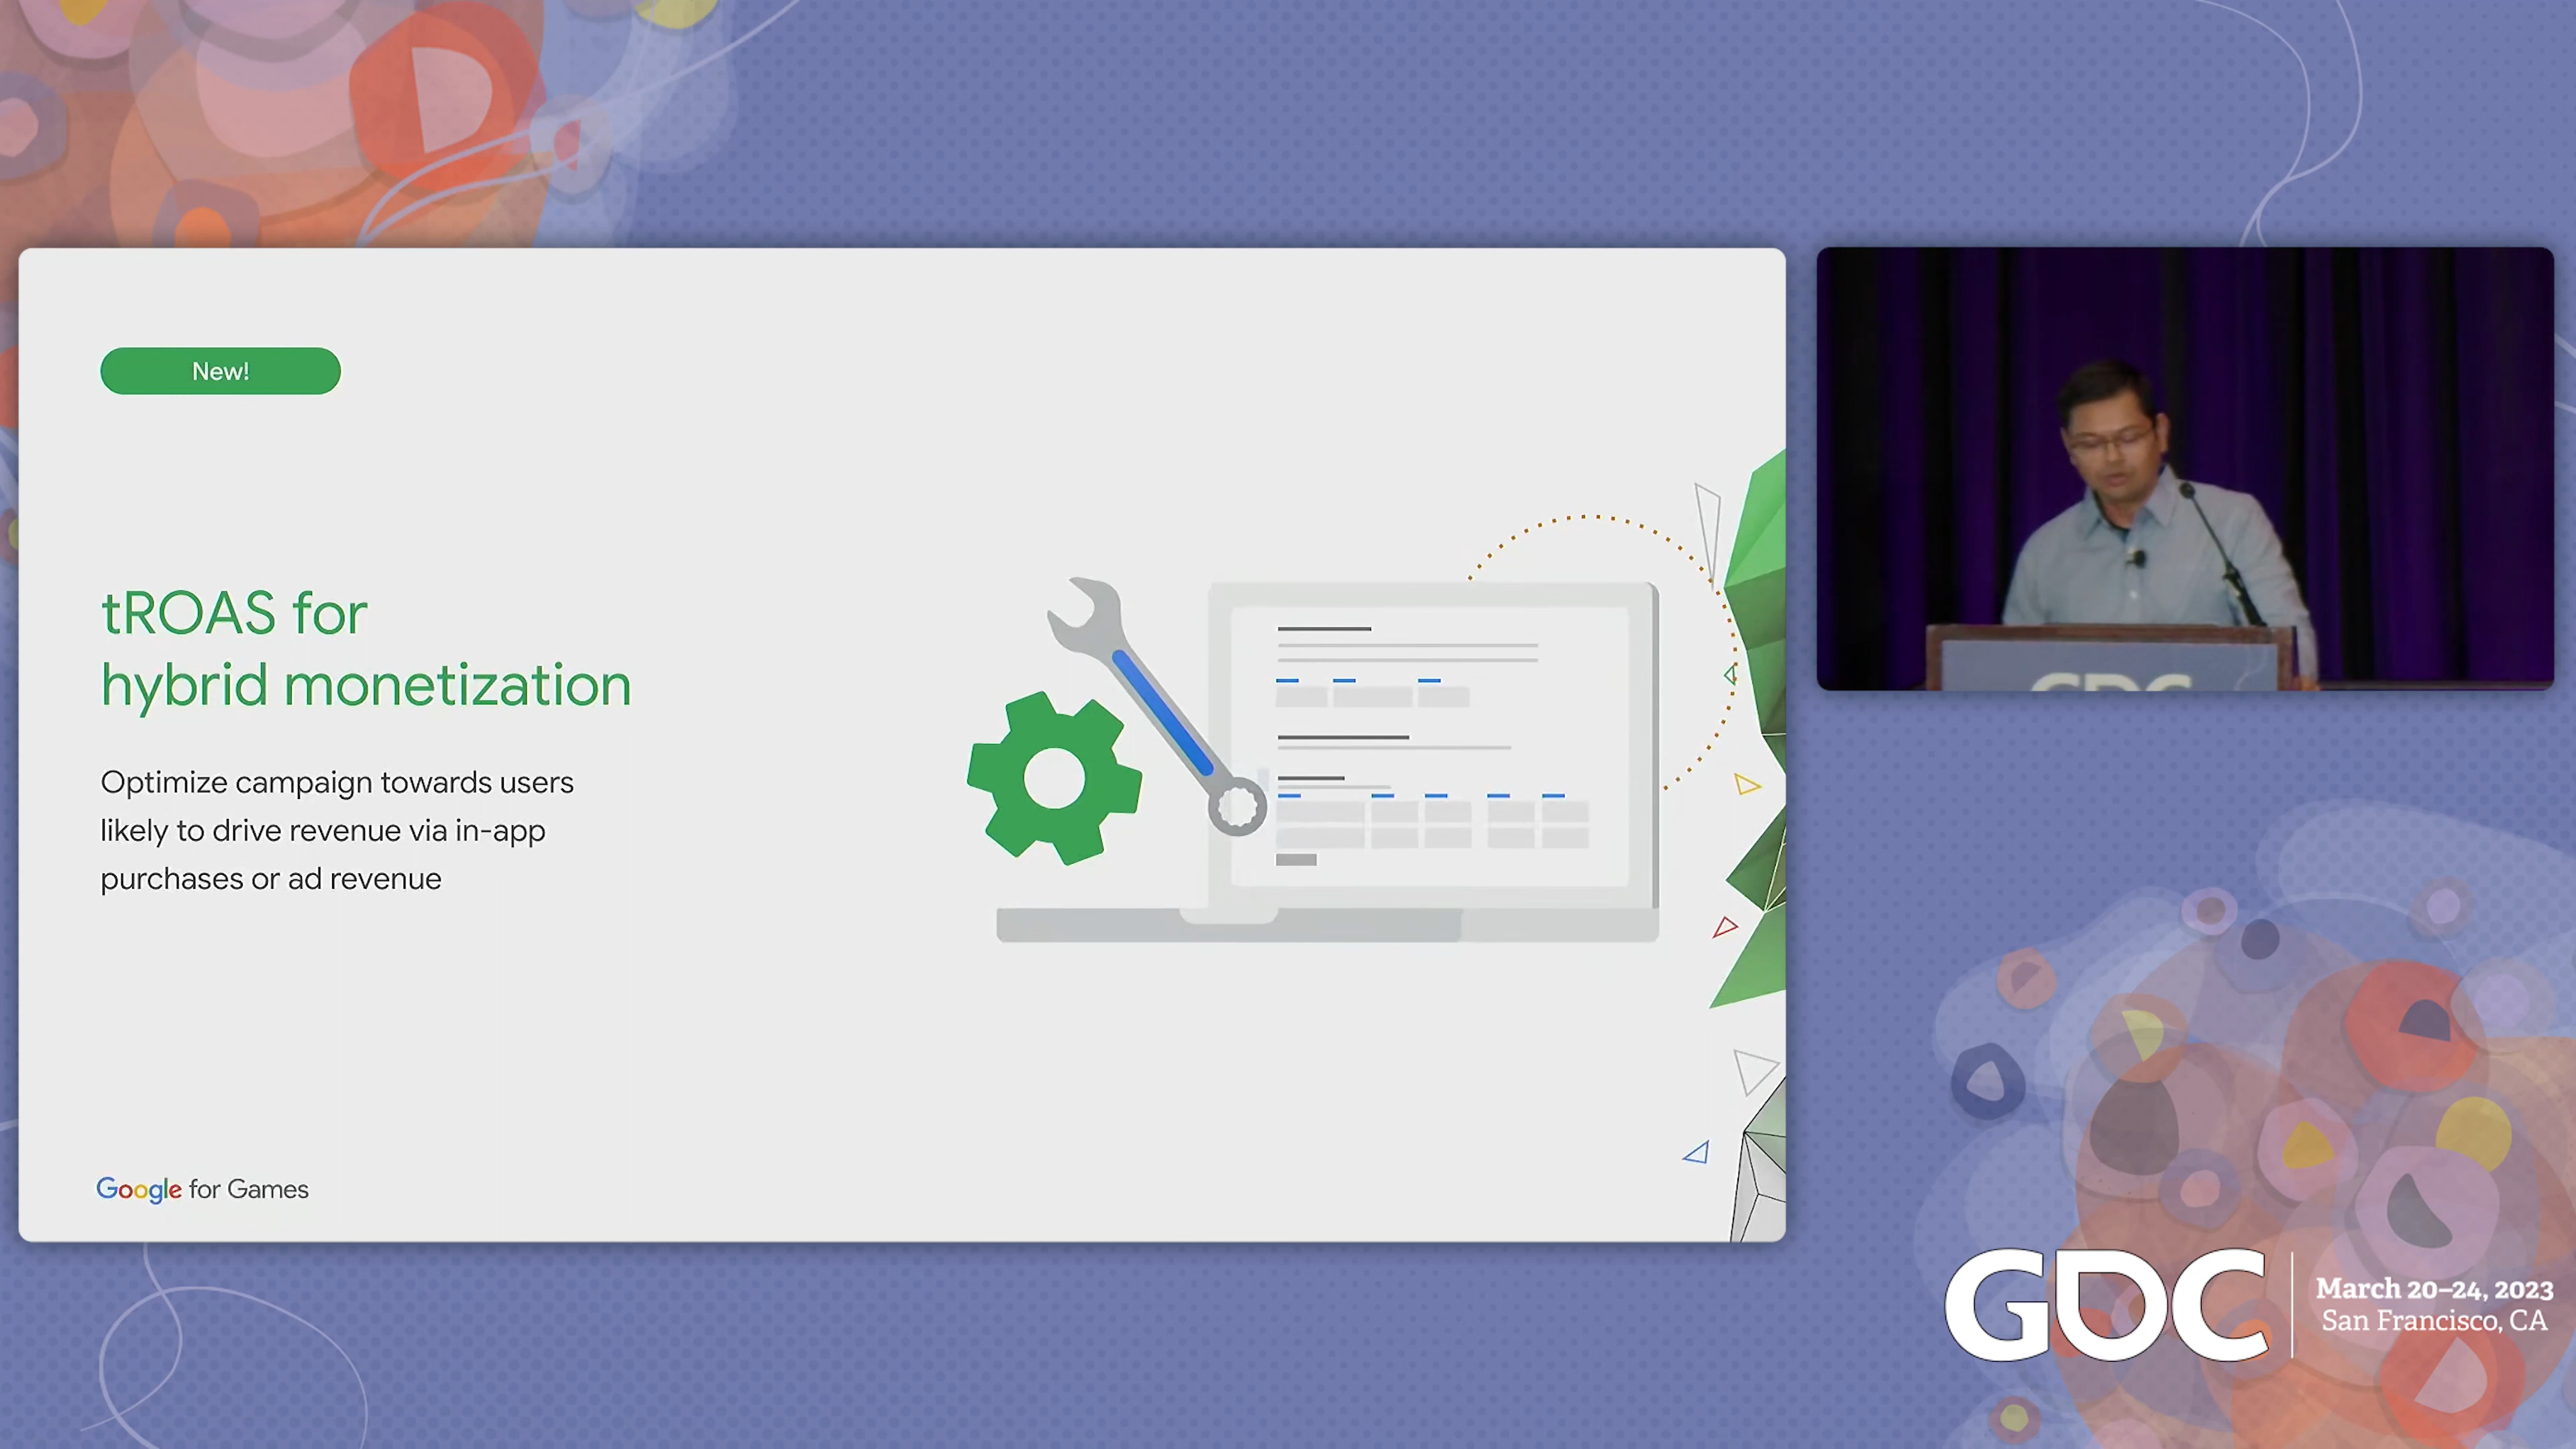 New!
tROAS for
hybrid monetization
Optimize campaign towards users
likely to drive revenue via in-app
purchases or ad revenue
Google for Games
GDC
GDC
March 20–24, 2023
San Francisco, CA